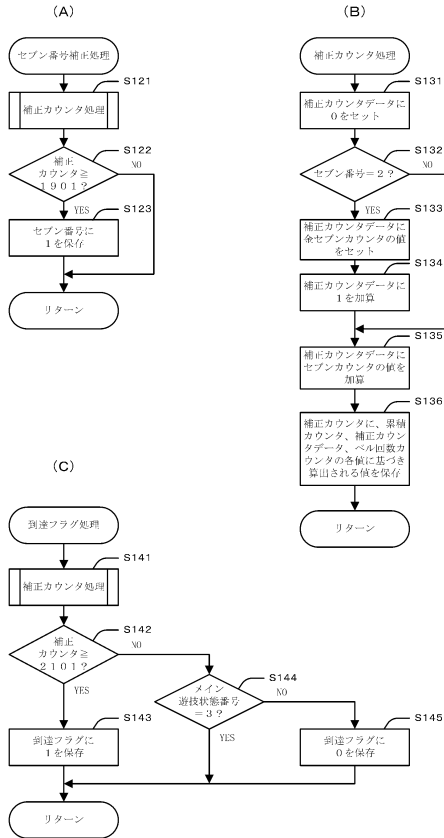 (A)
セブン番号補正処理
S121
補正カウンタ処理
S122
補正
カウンタ≧
1901?
NO
YES
S123
セブン番号に
1を保存
リターン
(B)
補正カウンタ処理
S131
補正カウンタデータに
0をセット
S132
セブン番号=2?
NO
YES
S133
補正カウンタデータに
金セブンカウンタの値
をセット
S134
補正カウンタデータに
1を加算
S135
補正カウンタデータに
セブンカウンタの値を
加算
S136
補正カウンタに、累積
カウンタ、補正カウン
タデータ、ベル回数カ
ウンタの各値に基づき
算出される値を保存
リターン
(C)
到達フラグ処理
S141
補正カウンタ処理
S142
補正
カウンタ≧
2101?
NO
YES
S144
メイン
遊技状態番号
=3?
NO
YES
S143
到達フラグに
1を保存
S145
到達フラグに
0を保存
リターン